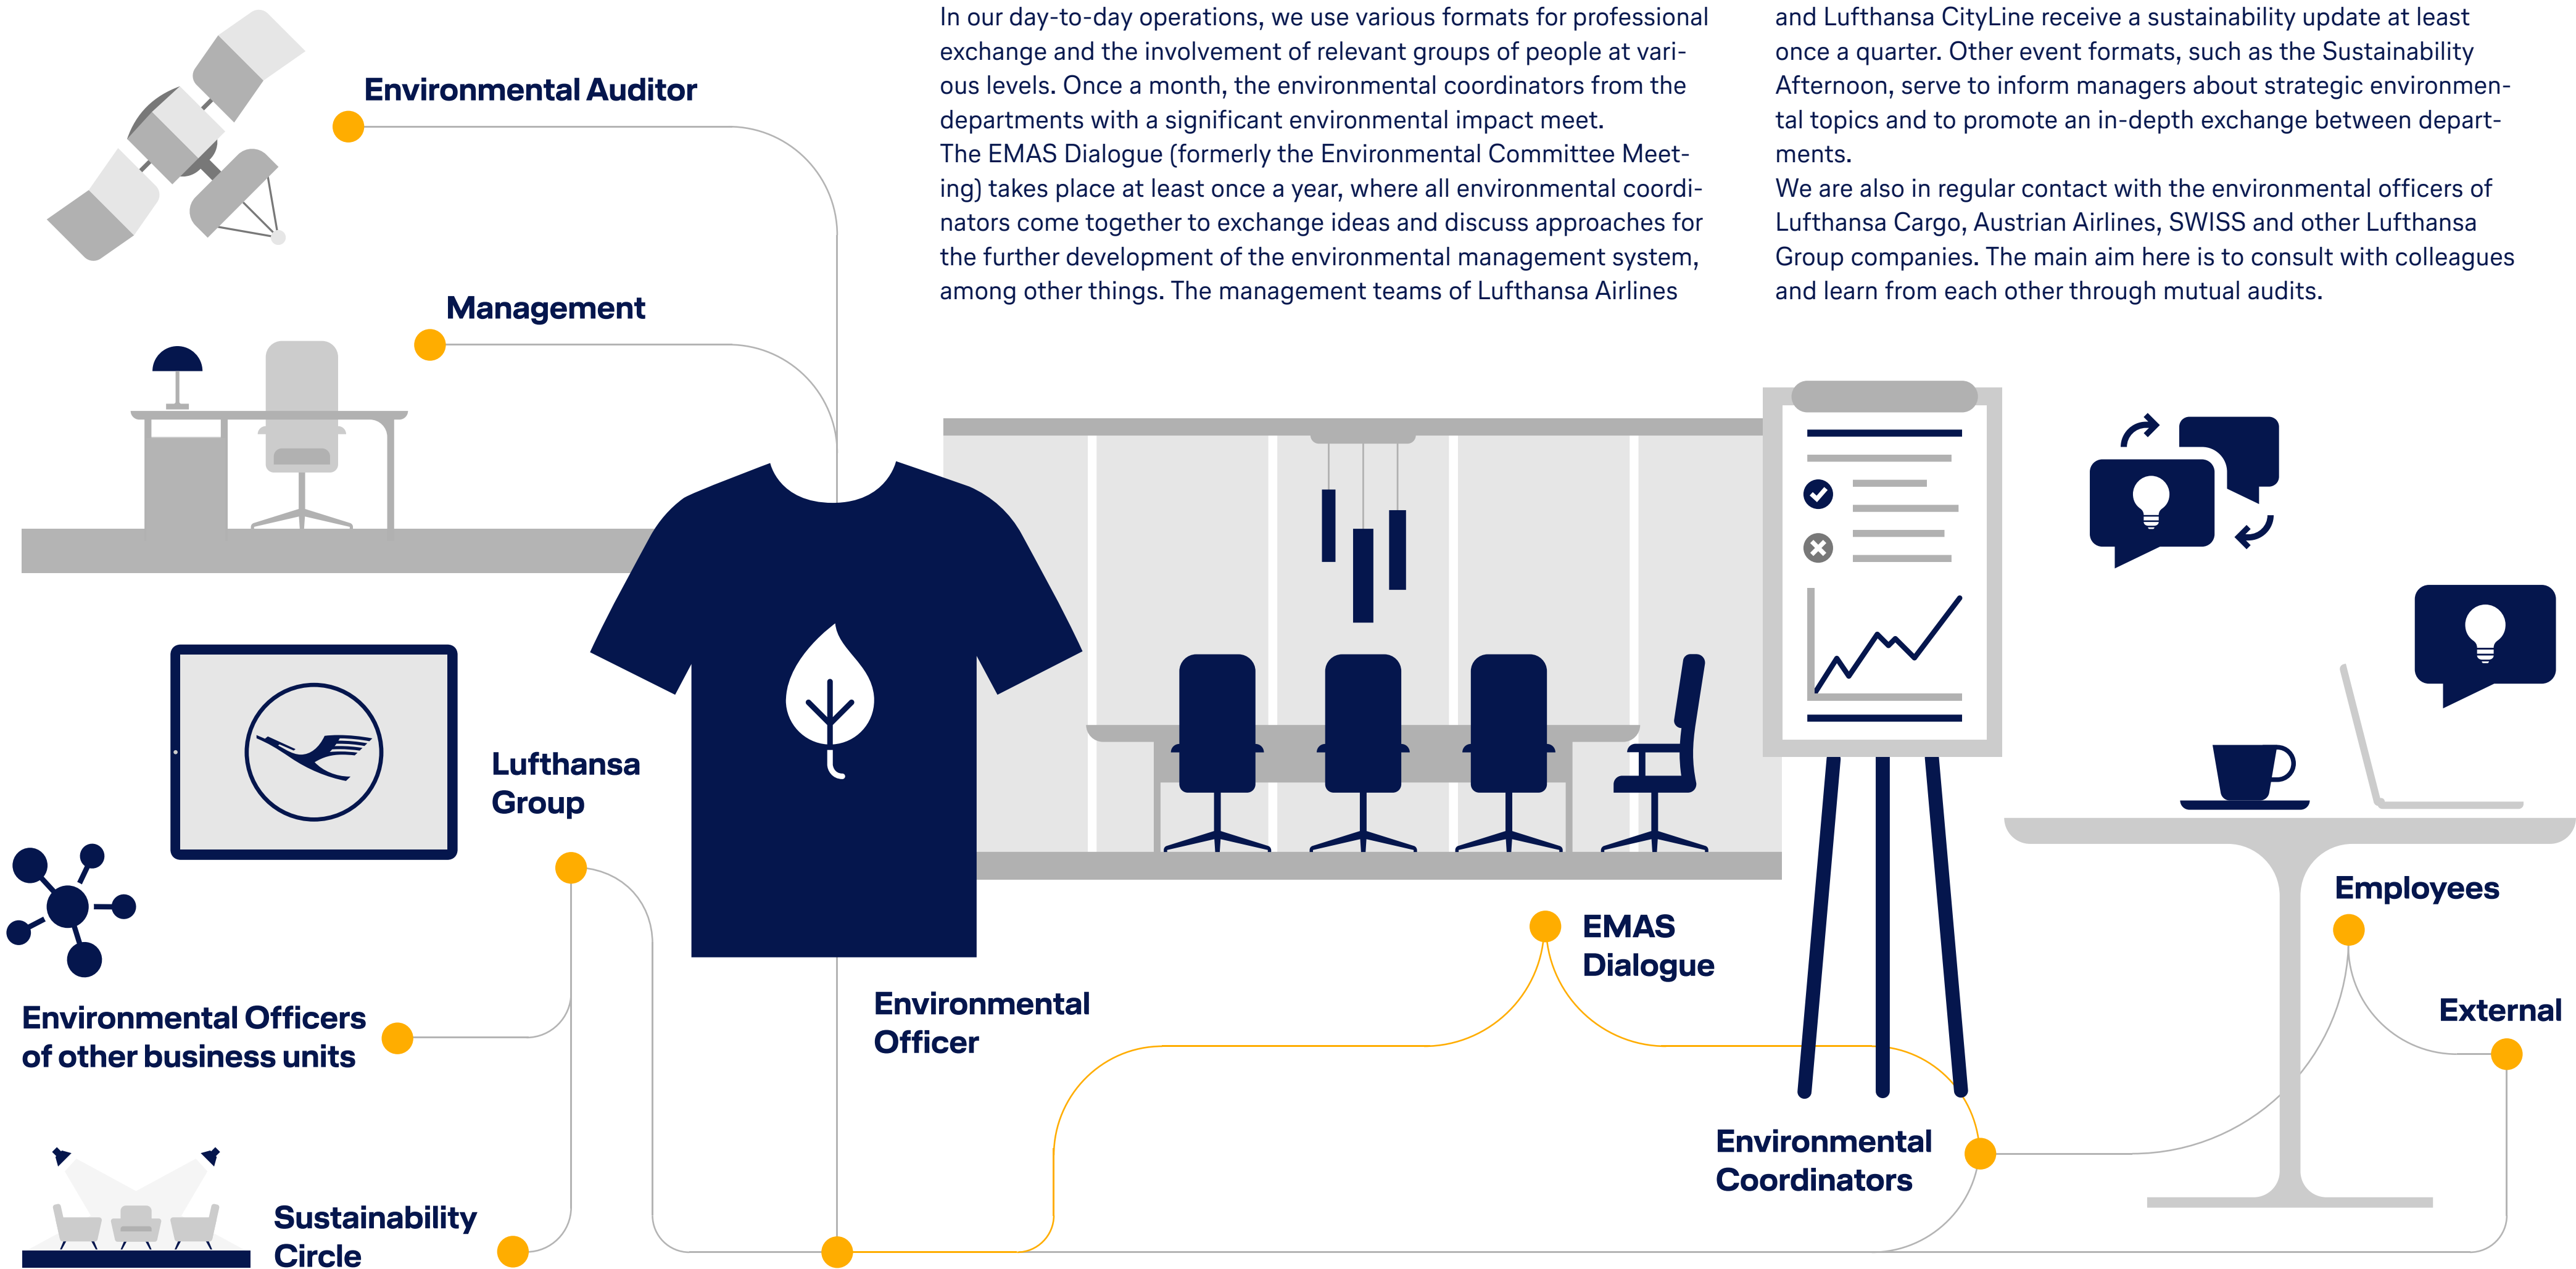 In our day-to-day operations, we use various formats for professional
exchange and the involvement of relevant groups of people at vari-
ous levels. Once a month, the environmental coordinators from the
departments with a significant environmental impact meet.
The EMAS Dialogue (formerly the Environmental Committee Meet-
ing) takes place at least once a year, where all environmental coordi-
nators come together to exchange ideas and discuss approaches for
the further development of the environmental management system,
among other things. The management teams of Lufthansa Airlines
and Lufthansa CityLine receive a sustainability update at least
once a quarter. Other event formats, such as the Sustainability
Afternoon, serve to inform managers about strategic environmen-
tal topics and to promote an in-depth exchange between depart-
ments.
We are also in regular contact with the environmental officers of
Lufthansa Cargo, Austrian Airlines, SWISS and other Lufthansa
Group companies. The main aim here is to consult with colleagues
and learn from each other through mutual audits.
Environmental Auditor
Management
Lufthansa
Group
Environmental Officers
of other business units
Sustainability
Circle
Environmental
Officer
EMAS
Dialogue
Environmental
Coordinators
Employees
External